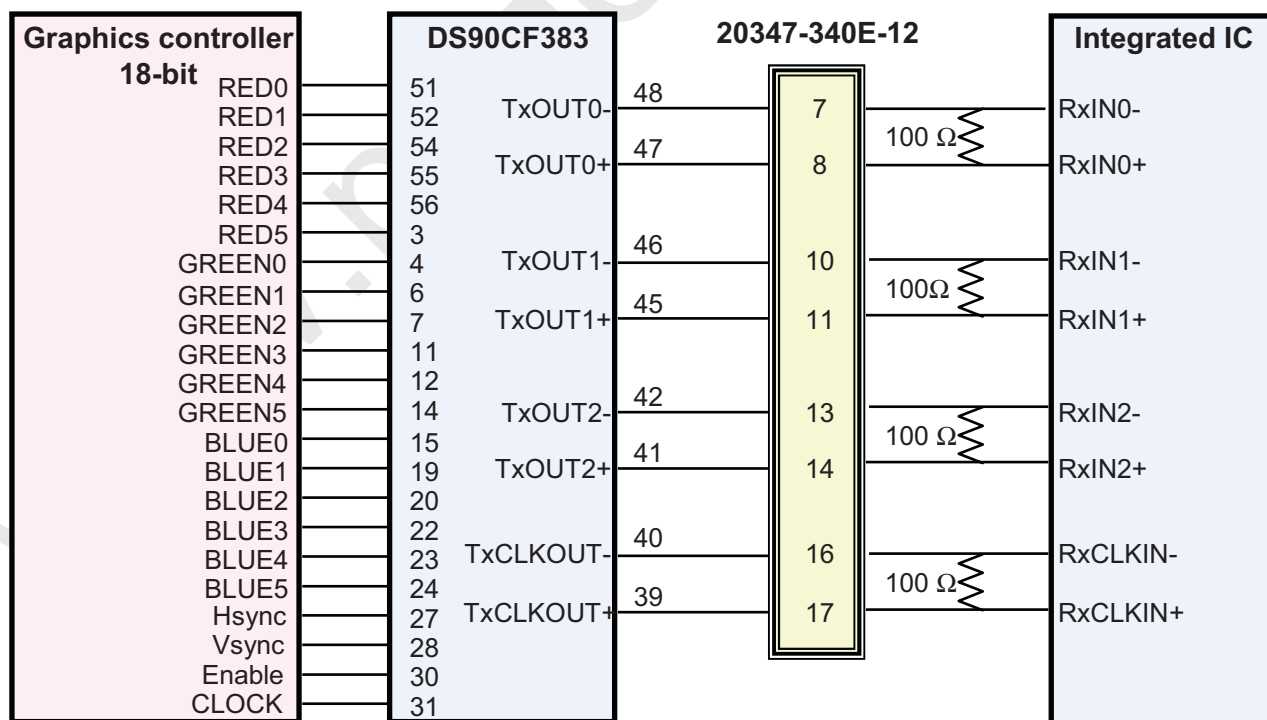 Graphics controller
18-bit
RED0
RED1
RED2
RED3
RED4
RED5
GREEN0
GREEN1
GREEN2
GREEN3
GREEN4
GREEN5
BLUE0
BLUE1
BLUE2
BLUE3
BLUE4
BLUE5
Hsync
Vsync
Enable
CLOCK
DS90CF383
51
52
54
55
56
3
4
6
7
11
12
14
15
19
20
22
23
24
27
28
30
31
TxOUT0-
TxOUT0+
TxOUT1-
TxOUT1+
TxOUT2-
TxOUT2+
TxCLKOUT-
TxCLKOUT+
48
47
46
45
42
41
40
39
20347-340E-12
7
8
10
11
13
14
16
17
100 Ω
100Ω
100 Ω
100 Ω
Integrated IC
RxIN0-
RxIN0+
RxIN1-
RxIN1+
RxIN2-
RxIN2+
RxCLKIN-
RxCLKIN+